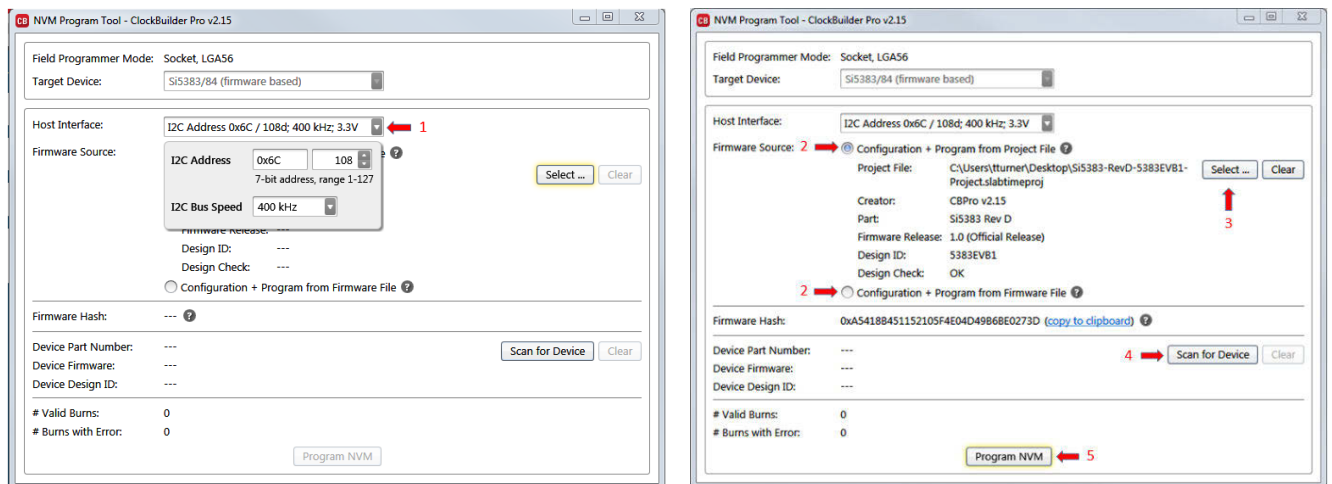 CB NVM Program Tool - ClockBuilder Pro v2.15
Field Programmer Mode: Socket, LGA56
Target Device: Si5383/84 (firmware based)
Host Interface: I2C Address 0x6C / 108d; 400 kHz; 3.3V 1
Firmware Source: e ?
I2C Address 0x6C 108
7-bit address, range 1-127
Select ... Clear
I2C Bus Speed 400 kHz
Firmware Release: ---
Design ID: ---
Design Check: ---
Configuration + Program from Firmware File ?
Firmware Hash: --- ?
Device Part Number: --- Scan for Device Clear
Device Firmware: ---
Device Design ID: ---
# Valid Burns: 0
# Burns with Error: 0
Program NVM
CB NVM Program Tool - ClockBuilder Pro v2.15
Field Programmer Mode: Socket, LGA56
Target Device: Si5383/84 (firmware based)
Host Interface: I2C Address 0x6C / 108d; 400 kHz; 3.3V
Firmware Source: 2 Configuration + Program from Project File ?
Project File: C:\Users\tturner\Desktop\Si5383-RevD-5383EVB1- Select ... Clear
Project.slabtimeproj
Creator: CBPro v2.15
3
Part: Si5383 Rev D
Firmware Release: 1.0 (Official Release)
Design ID: 5383EVB1
Design Check: OK
2 Configuration + Program from Firmware File ?
Firmware Hash: 0xA5418B451152105F4E04D49B6BE0273D (copy to clipboard) ?
Device Part Number: --- 4 Scan for Device Clear
Device Firmware: ---
Device Design ID: ---
# Valid Burns: 0
# Burns with Error: 0
Program NVM 5